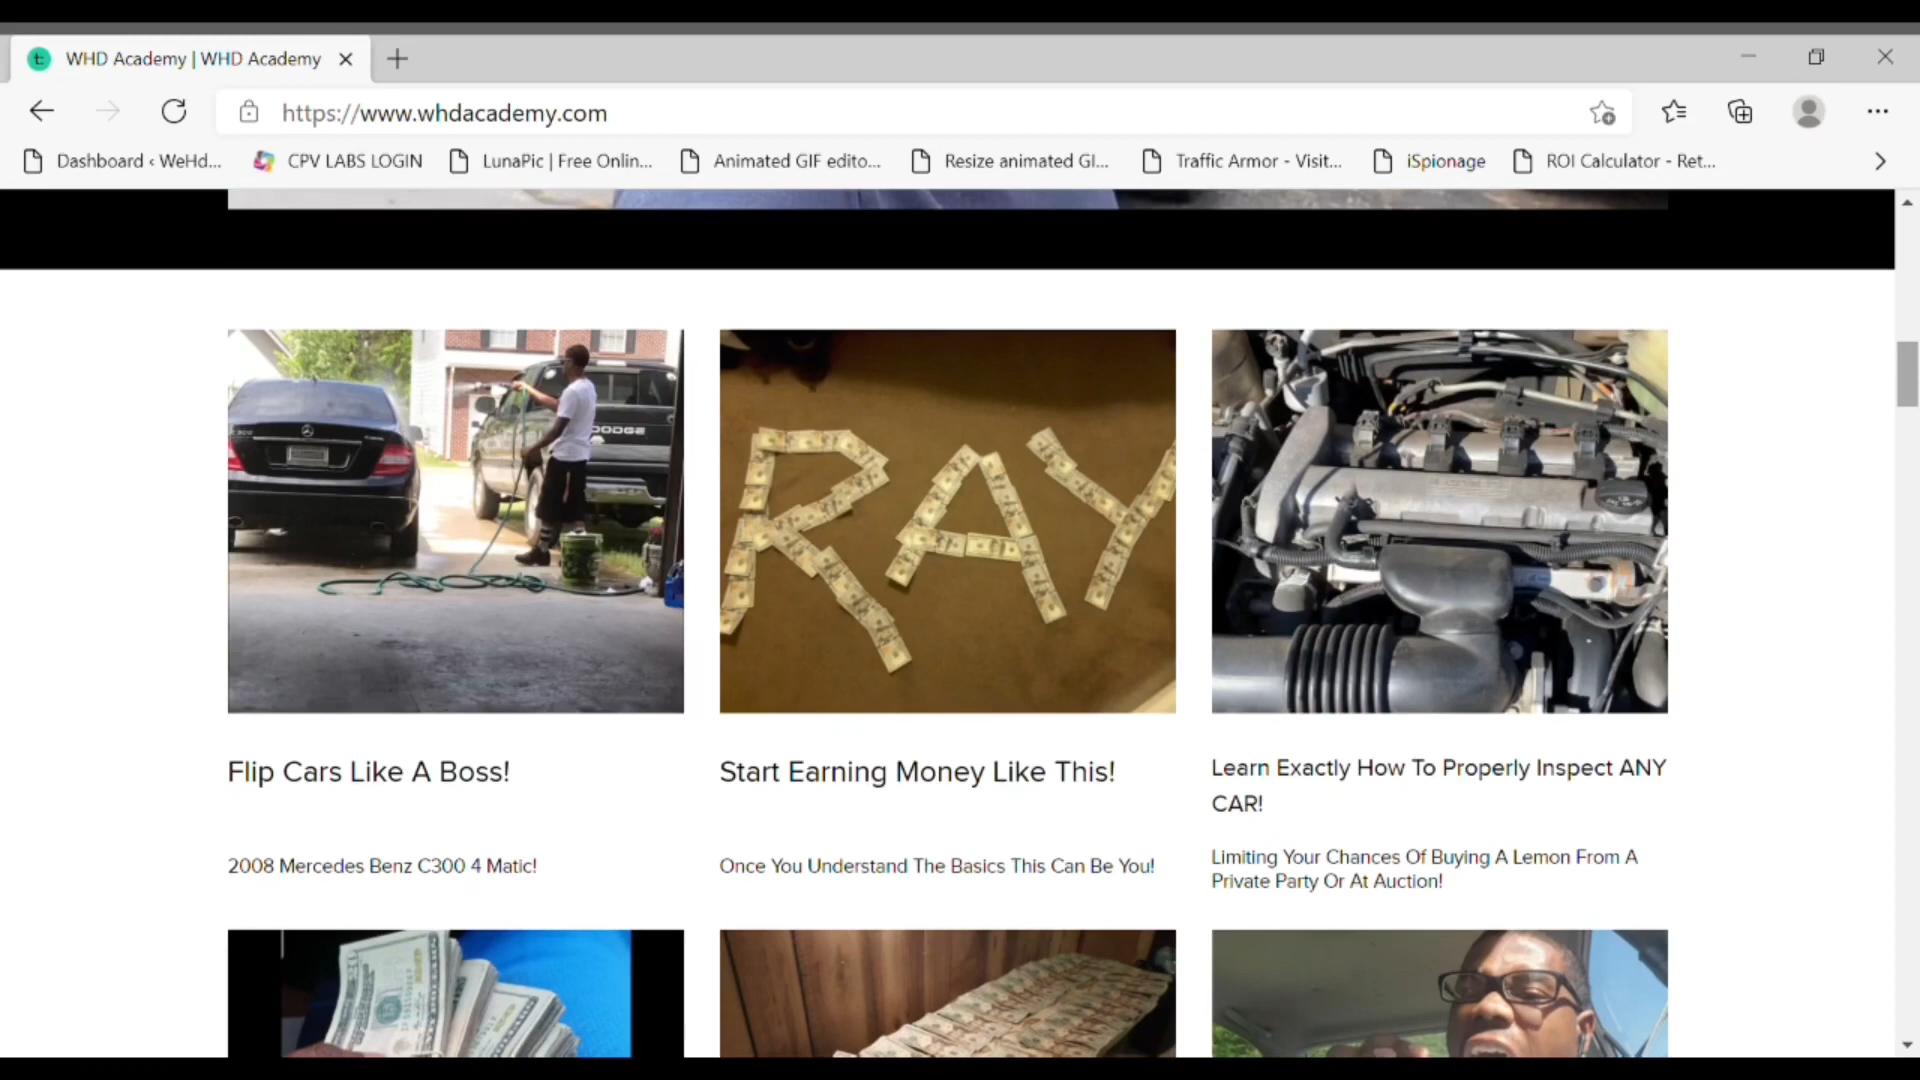 WHD Academy | WHD Academy
https://www.whdacademy.com
Dashboard ‹ WeHd... CPV LABS LOGIN LunaPic | Free Onlin... Animated GIF edito... Resize animated GI... Traffic Armor - Visit... iSpionage ROI Calculator - Ret...
DODGE
RAY
Flip Cars Like A Boss!
Start Earning Money Like This!
Learn Exactly How To Properly Inspect ANY
CAR!
2008 Mercedes Benz C300 4 Matic!
Once You Understand The Basics This Can Be You!
Limiting Your Chances Of Buying A Lemon From A
Private Party Or At Auction!